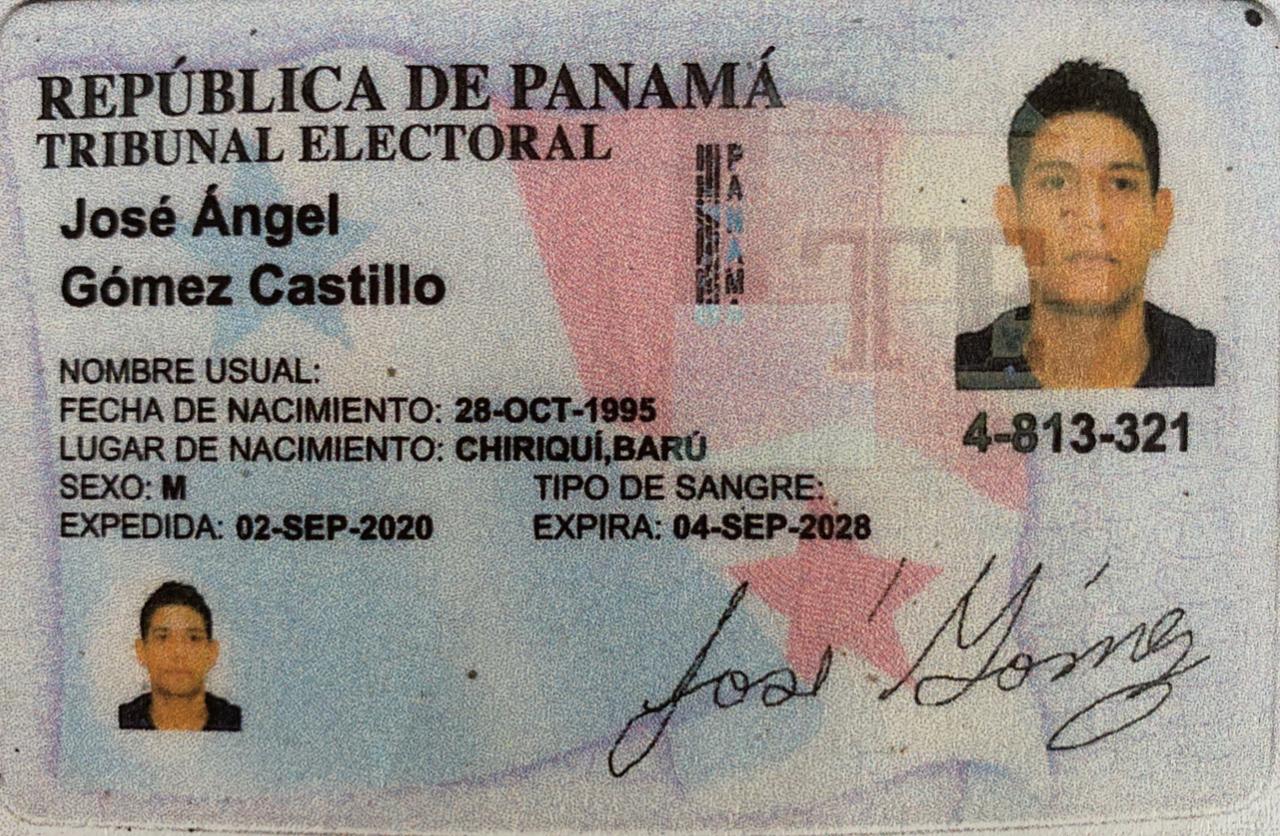 REPÚBLICA DE PANAMÁ
TRIBUNAL ELECTORAL
José Ángel
Gómez Castillo
PANAMÁ
NOMBRE USUAL:
FECHA DE NACIMIENTO: 28-OCT-1995
LUGAR DE NACIMIENTO: CHIRIQUÍ,BARÚ
SEXO: M
TIPO DE SANGRE:
EXPEDIDA: 02-SEP-2020
EXPIRA: 04-SEP-2028
TE
4-813-321
José Gómez